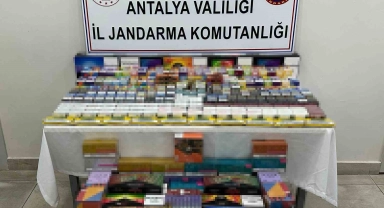 ANTALYA VALİLİĞİ
İL JANDARMA KOMUTANLIĞI